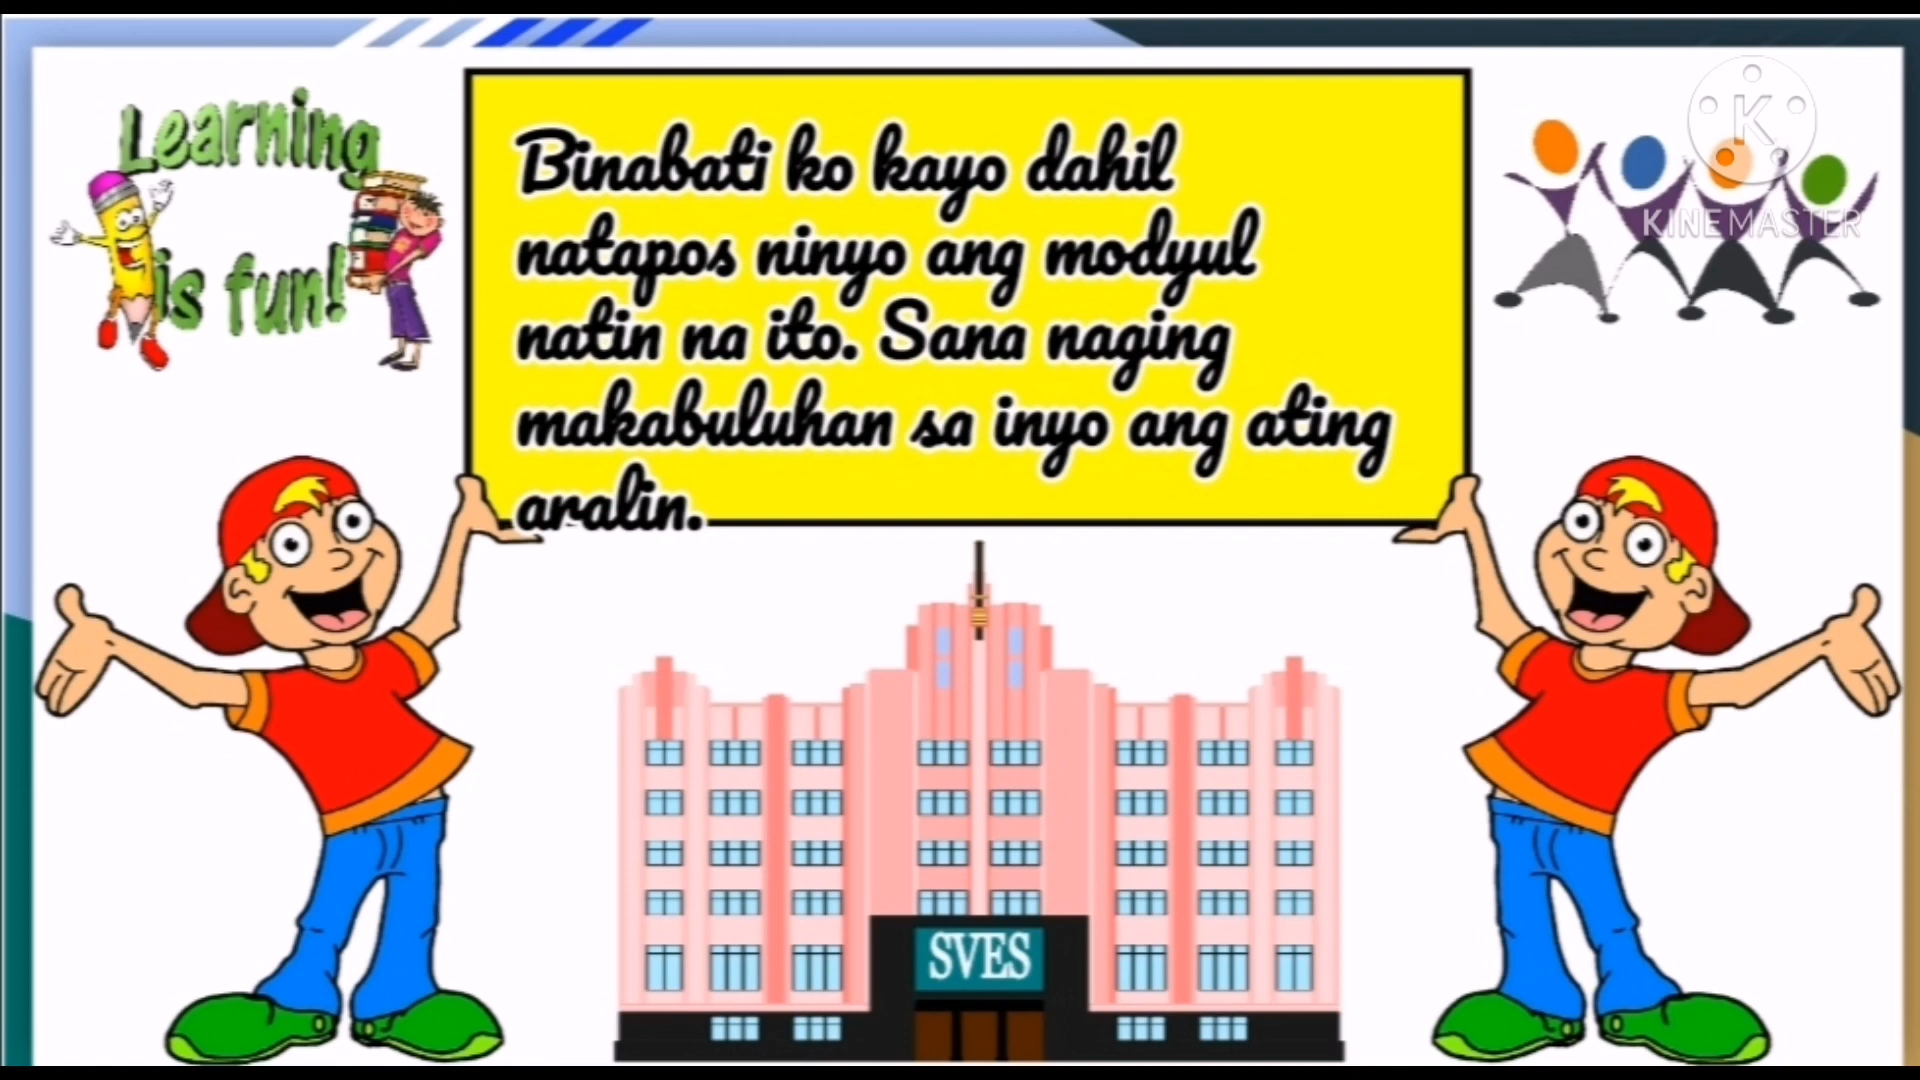 Learning
is fun!
Binabati ko kayo dahil
natapos ninyo ang modyul
natin na ito. Sana naging
makabuluhan sa inyo ang ating
aralin.
K
KINEMASTER
SVES